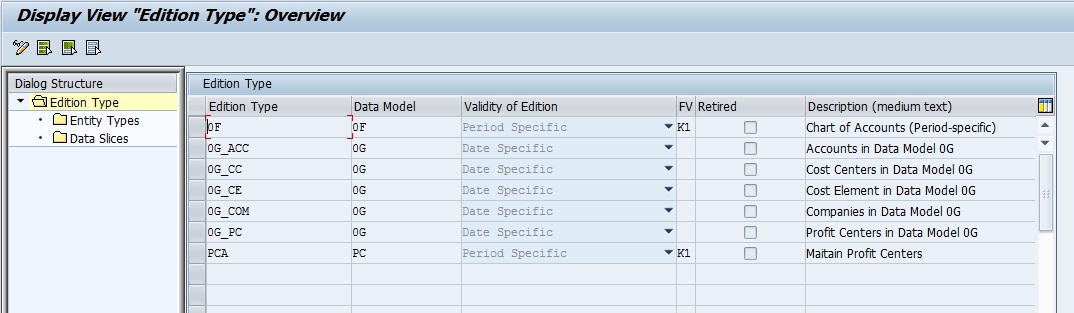 Display View "Edition Type": Overview
Dialog Structure
Edition Type
Entity Types
Data Slices
Edition Type
Edition Type Data Model Validity of Edition FV Retired Description (medium text)
0F 0F Period Specific K1 Chart of Accounts (Period-specific)
0G_ACC 0G Date Specific Accounts in Data Model 0G
0G_CC 0G Date Specific Cost Centers in Data Model 0G
0G_CE 0G Date Specific Cost Element in Data Model 0G
0G_COM 0G Date Specific Companies in Data Model 0G
0G_PC 0G Date Specific Profit Centers in Data Model 0G
PCA PC Period Specific K1 Maitain Profit Centers